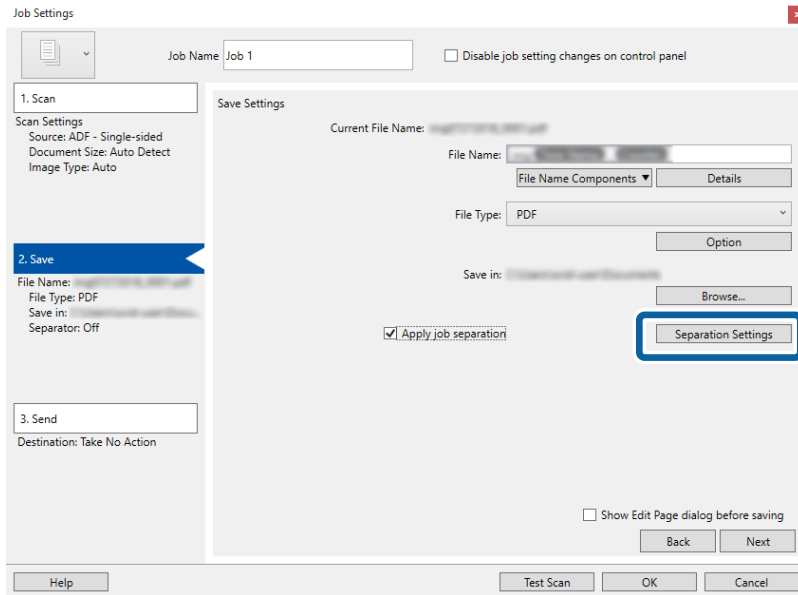 Job Settings
Job Name Job 1
Disable job setting changes on control panel
1. Scan
Scan Settings
Source: ADF - Single-sided
Document Size: Auto Detect
Image Type: Auto
2. Save
File Name:
File Type: PDF
Save in:
Separator: Off
3. Send
Destination: Take No Action
Save Settings
Current File Name:
File Name:
File Name Components ▼ Details
File Type: PDF
Option
Save in:
Browse...
Apply job separation Separation Settings
Show Edit Page dialog before saving
Back Next
Help Test Scan OK Cancel